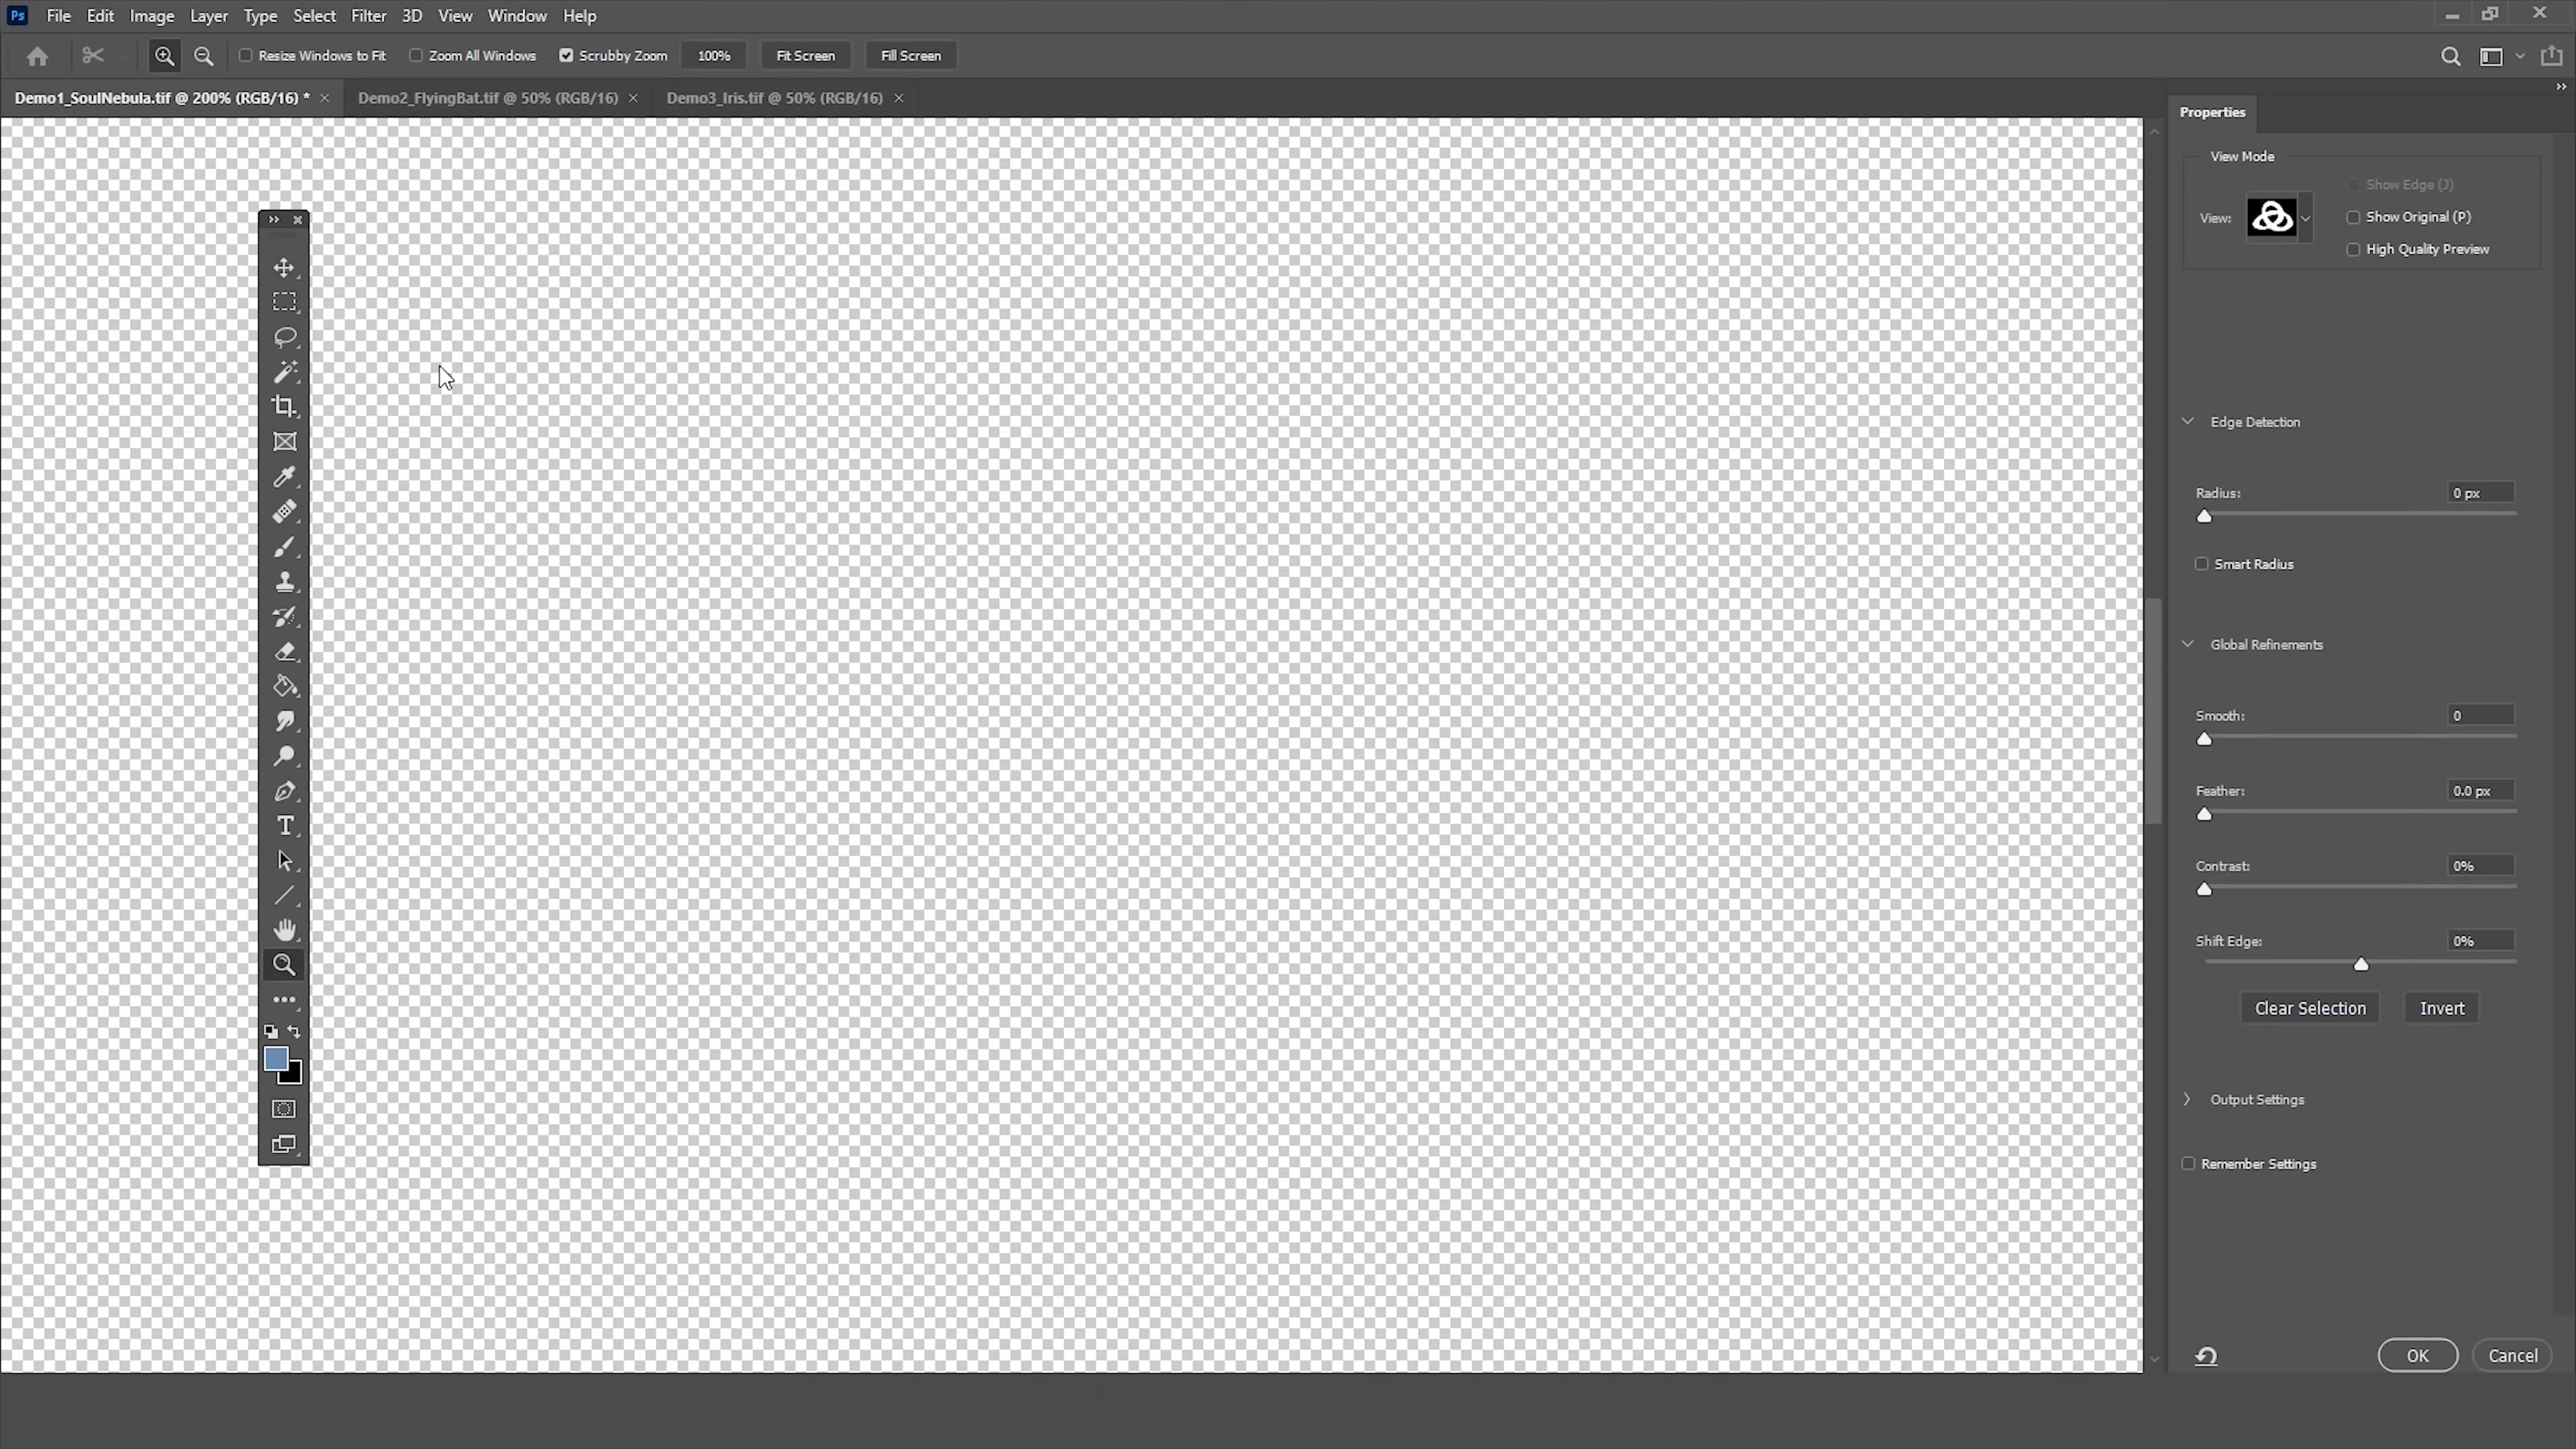 Ps File Edit Image Layer Type Select Filter 3D View Window Help
Resize Windows to Fit Zoom All Windows Scrubby Zoom 100% Fit Screen Fill Screen
Demo1_SoulNebula.tif @ 200% (RGB/16) * Demo2_FlyingBat.tif @ 50% (RGB/16) Demo3_Iris.tif @ 50% (RGB/16)
Properties
View Mode
Show Edge (J)
View: Show Original (P)
High Quality Preview
Edge Detection
Radius: 0 px
Smart Radius
Global Refinements
Smooth: 0
Feather: 0.0 px
Contrast: 0%
Shift Edge: 0%
Clear Selection Invert
Output Settings
Remember Settings
OK Cancel